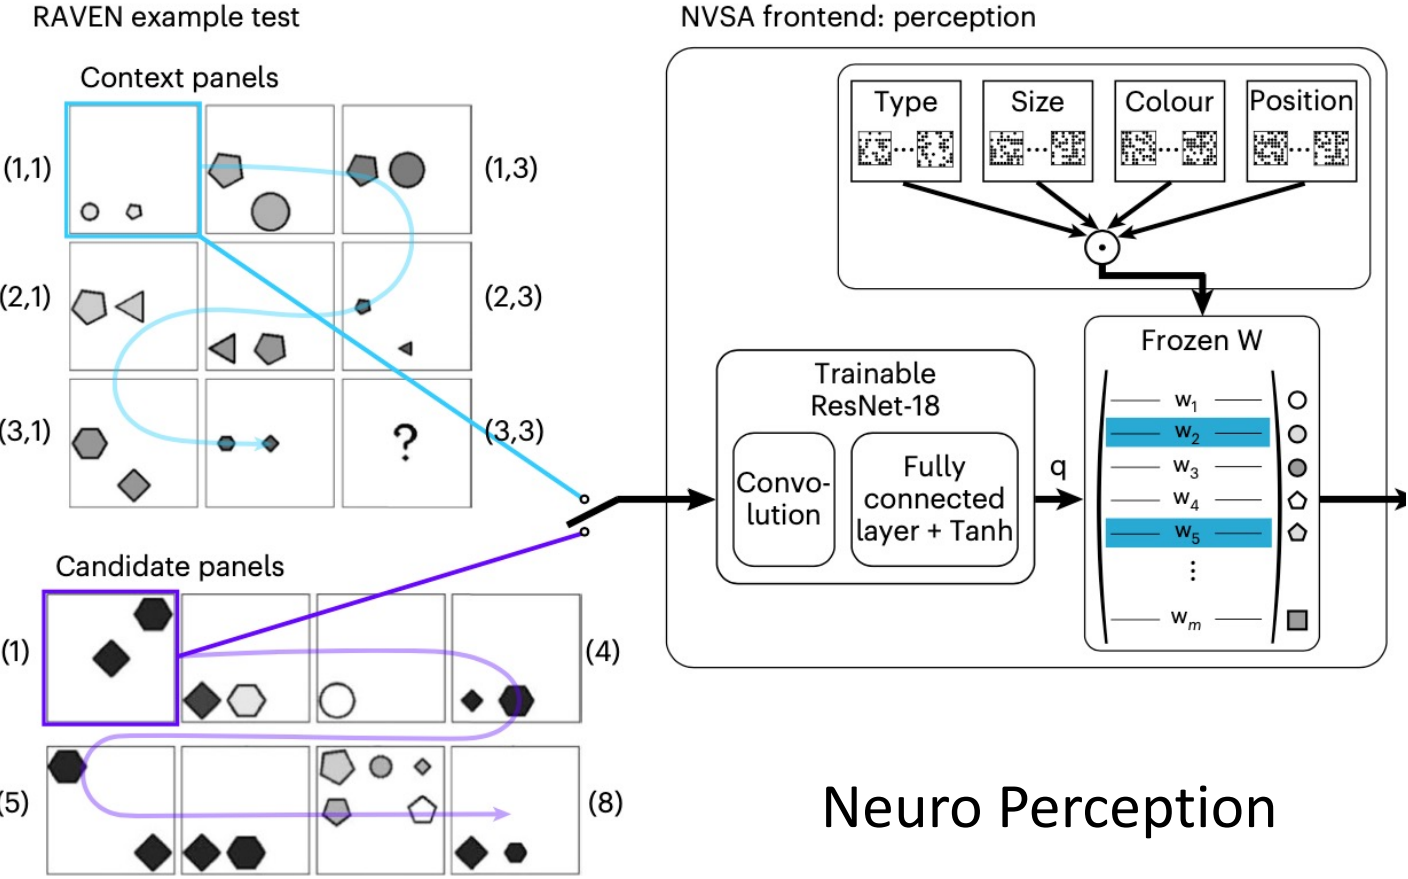 RAVEN example test
Context panels
(1,1)
(1,3)
(2,1)
(2,3)
(3,1)
?
(3,3)
Candidate panels
(1)
(4)
(5)
(8)
NVSA frontend: perception
Type
Size
Colour
Position
...
...
...
...
Trainable
ResNet-18
Convo-
lution
Fully
connected
layer + Tanh
q
Frozen W
w1
w2
w3
w4
w5
⋮
wm
Neuro Perception